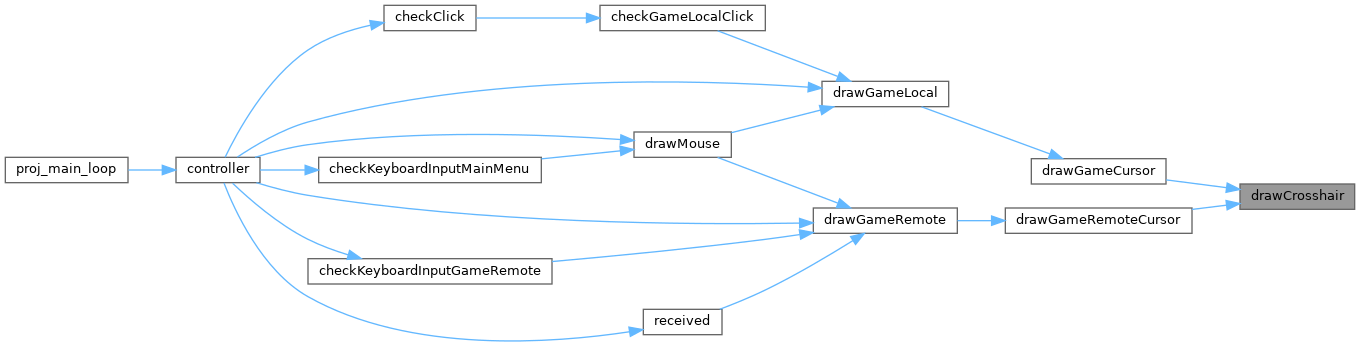 checkClick
checkGameLocalClick
drawGameLocal
drawMouse
proj_main_loop
controller
checkKeyboardInputMainMenu
drawGameCursor
drawCrosshair
drawGameRemote
drawGameRemoteCursor
checkKeyboardInputGameRemote
received